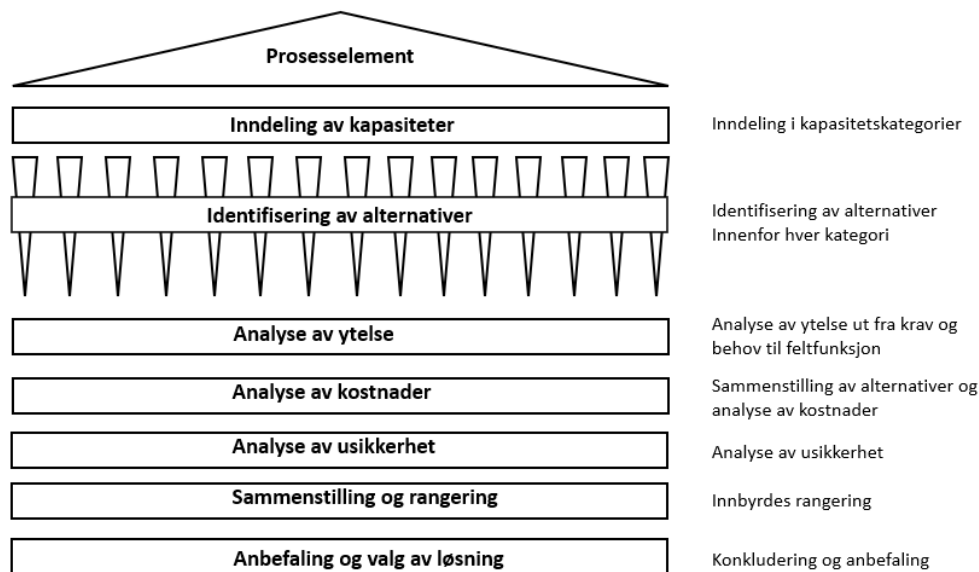 Prosesselement
Inndeling av kapasiteter
Inndeling i kapasitetskategorier
Identifisering av alternativer
Identifisering av alternativer
Innenfor hver kategori
Analyse av ytelse
Analyse av ytelse ut fra krav og
behov til feltfunksjon
Analyse av kostnader
Sammenstilling av alternativer og
analyse av kostnader
Analyse av usikkerhet
Analyse av usikkerhet
Sammenstilling og rangering
Innbyrdes rangering
Anbefaling og valg av løsning
Konkludering og anbefaling